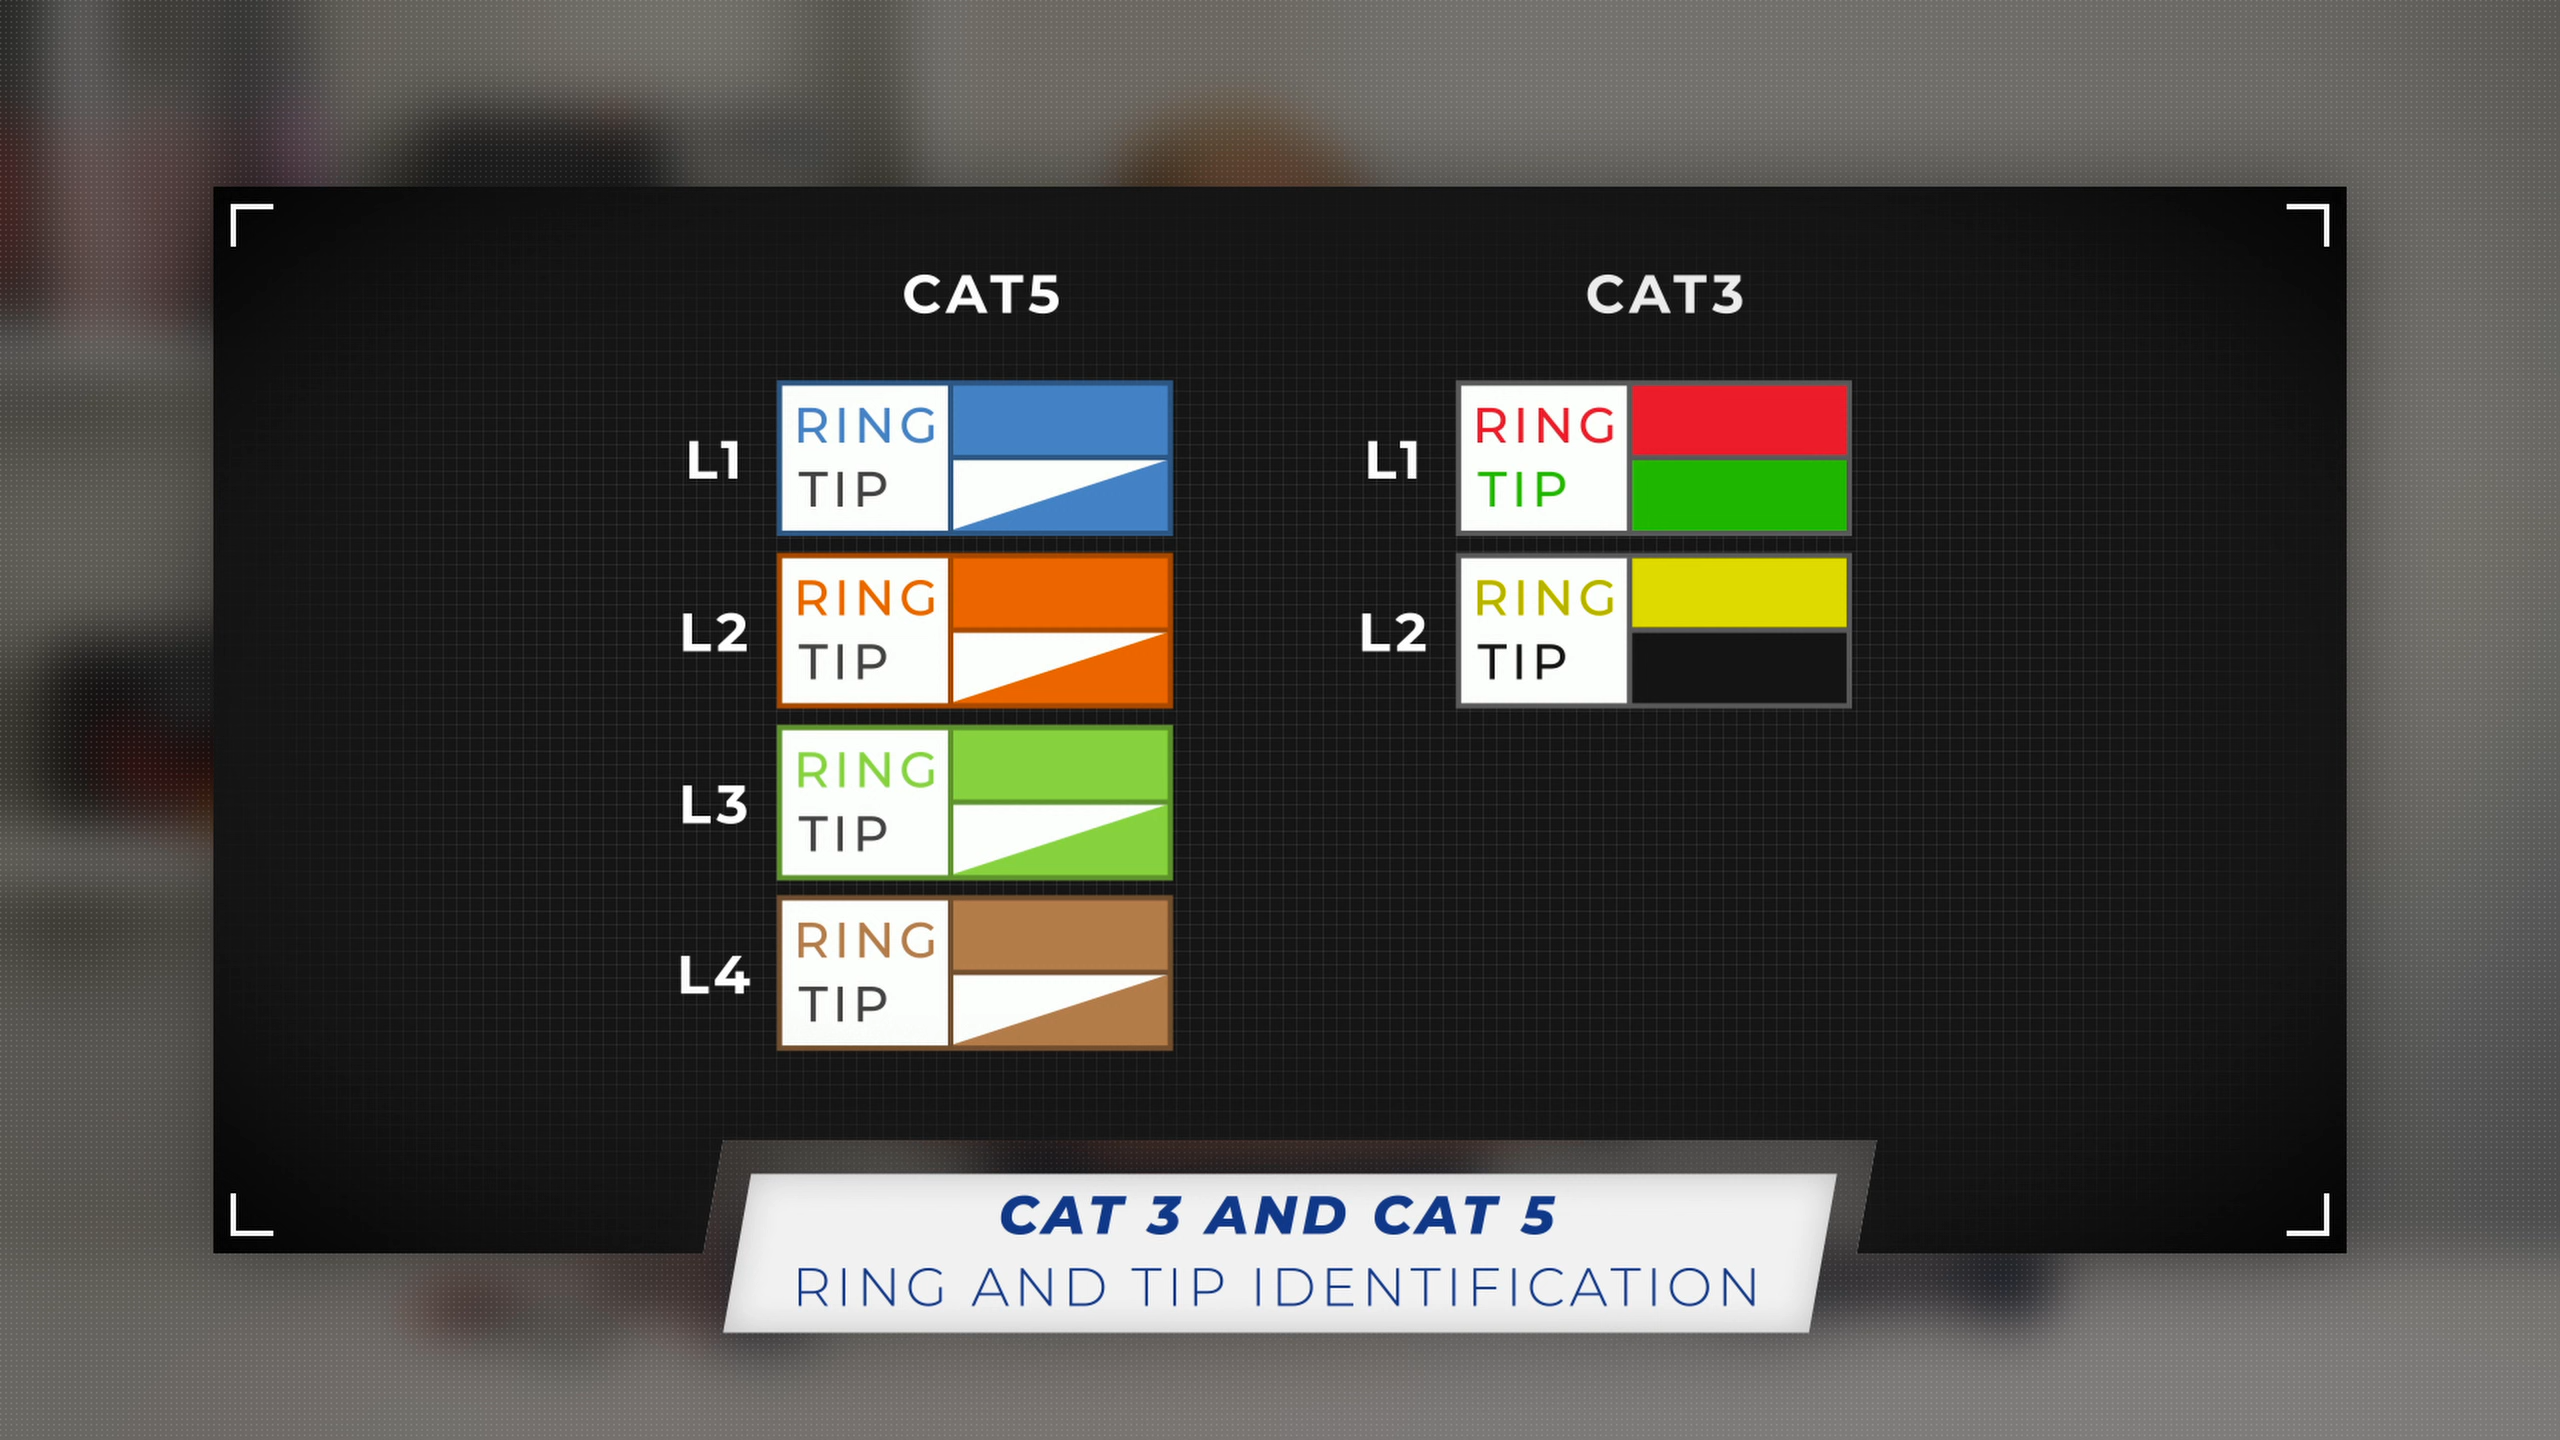 CAT5
L1
RING
TIP
L2
RING
TIP
L3
RING
TIP
L4
RING
TIP
CAT3
L1
RING
TIP
L2
RING
TIP
CAT 3 AND CAT 5
RING AND TIP IDENTIFICATION